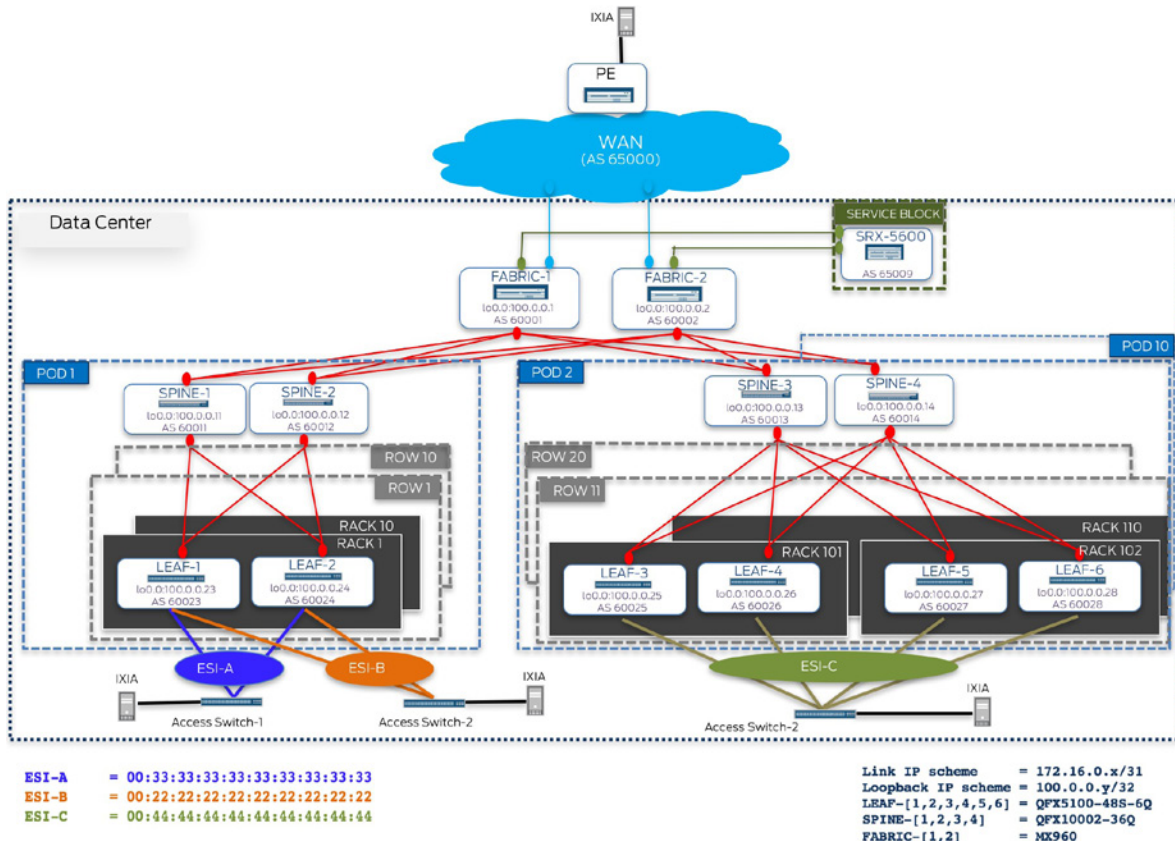 IXIA
PE
WAN
(AS 65000)
Data Center
SERVICE BLOCK
SRX-5600
AS 65009
FABRIC-1
lo0.0:100.0.0.1
AS 60001
FABRIC-2
lo0.0:100.0.0.2
AS 60002
POD 1
POD 2
POD 10
SPINE-1
lo0.0:100.0.0.11
AS 60011
SPINE-2
lo0.0:100.0.0.12
AS 60012
SPINE-3
lo0.0:100.0.0.13
AS 60013
SPINE-4
lo0.0:100.0.0.14
AS 60014
ROW 10
ROW 1
ROW 20
ROW 11
RACK 10
RACK 1
RACK 110
RACK 101
RACK 102
LEAF-1
lo0.0:100.0.0.23
AS 60023
LEAF-2
lo0.0:100.0.0.24
AS 60024
LEAF-3
lo0.0:100.0.0.25
AS 60025
LEAF-4
lo0.0:100.0.0.26
AS 60026
LEAF-5
lo0.0:100.0.0.27
AS 60027
LEAF-6
lo0.0:100.0.0.28
AS 60028
ESI-A
ESI-B
ESI-C
IXIA
Access Switch-1
Access Switch-2
IXIA
Access Switch-2
IXIA
ESI-A = 00:33:33:33:33:33:33:33:33:33
ESI-B = 00:22:22:22:22:22:22:22:22:22
ESI-C = 00:44:44:44:44:44:44:44:44:44
Link IP scheme = 172.16.0.x/31
Loopback IP scheme = 100.0.0.y/32
LEAF-[1,2,3,4,5,6] = QFX5100-48S-6Q
SPINE-[1,2,3,4] = QFX10002-36Q
FABRIC-[1,2] = MX960